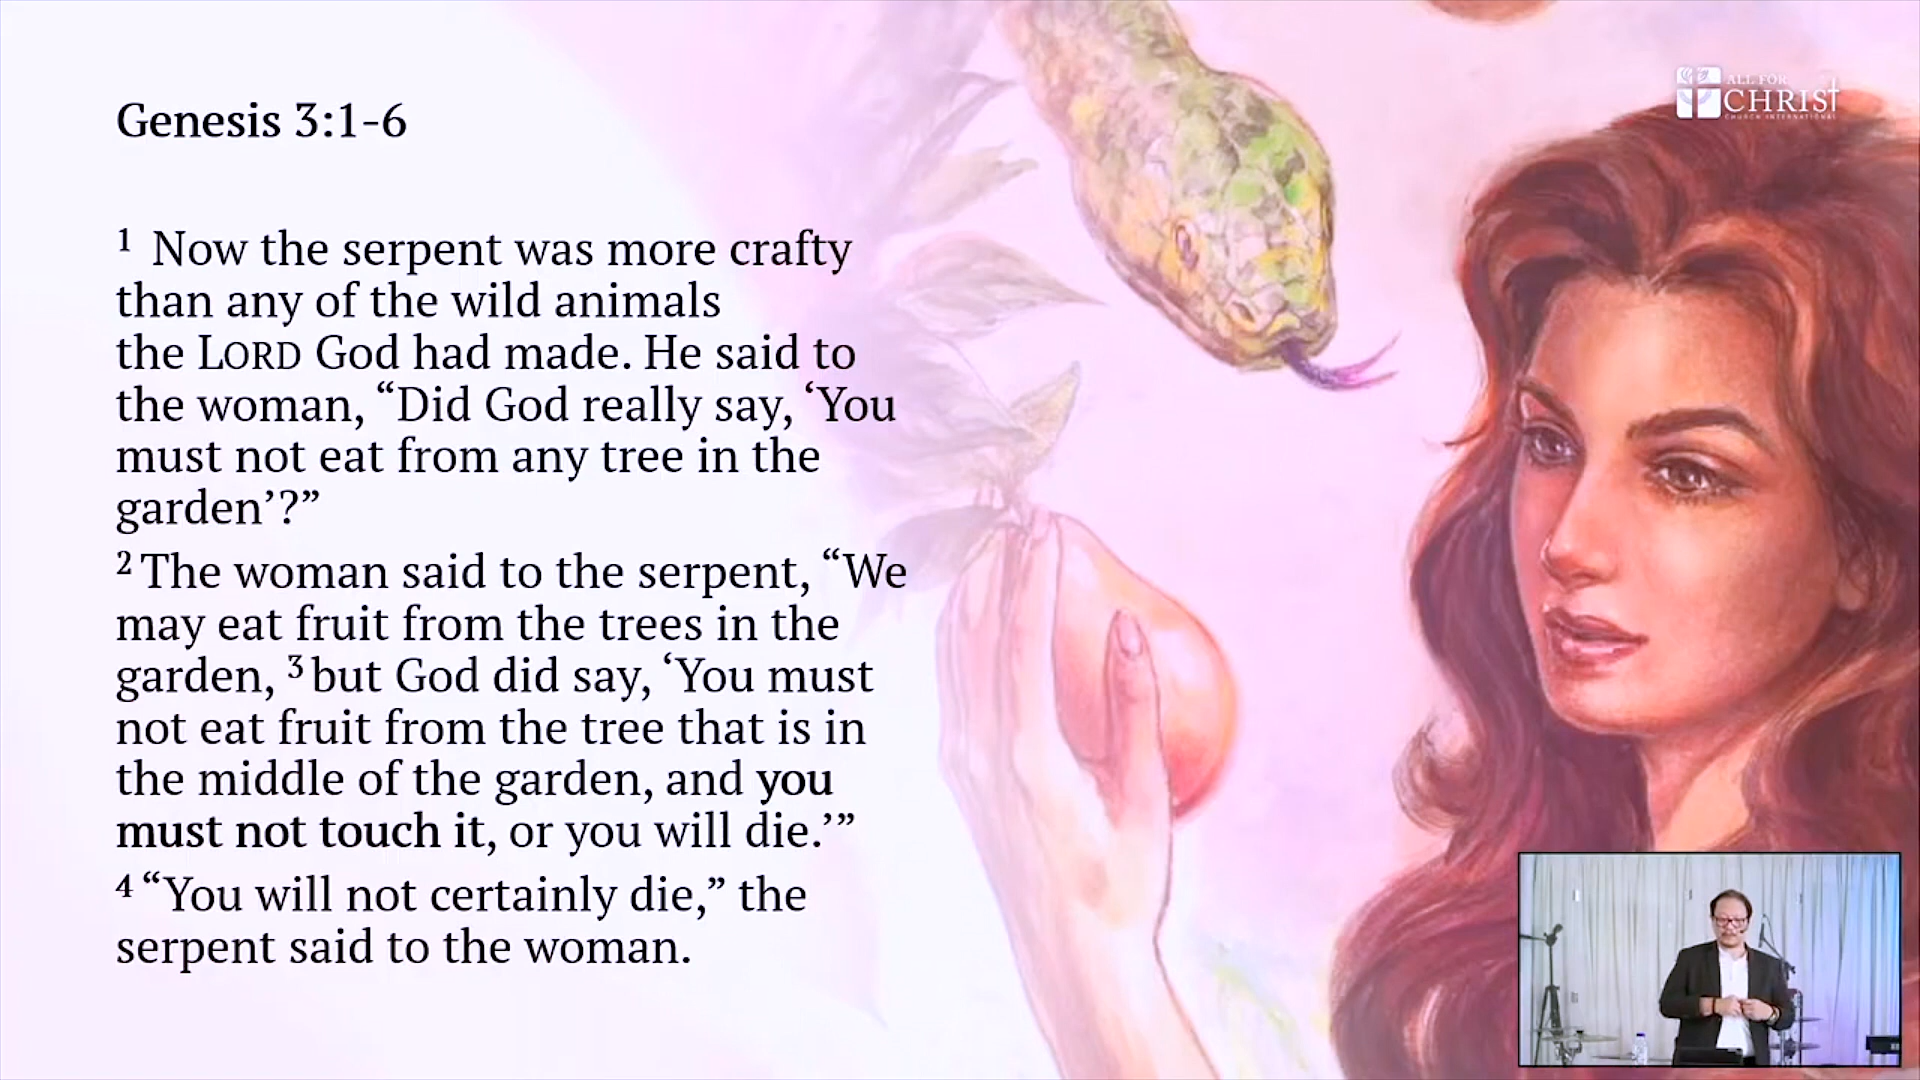 ALL FOR
CHRIST
CHURCH INTERNATIONAL
Genesis 3:1-6
1 Now the serpent was more crafty
than any of the wild animals
the LORD God had made. He said to
the woman, “Did God really say, ‘You
must not eat from any tree in the
garden’?”
2 The woman said to the serpent, “We
may eat fruit from the trees in the
garden, 3 but God did say, ‘You must
not eat fruit from the tree that is in
the middle of the garden, and you
must not touch it, or you will die.’”
4 “You will not certainly die,” the
serpent said to the woman.